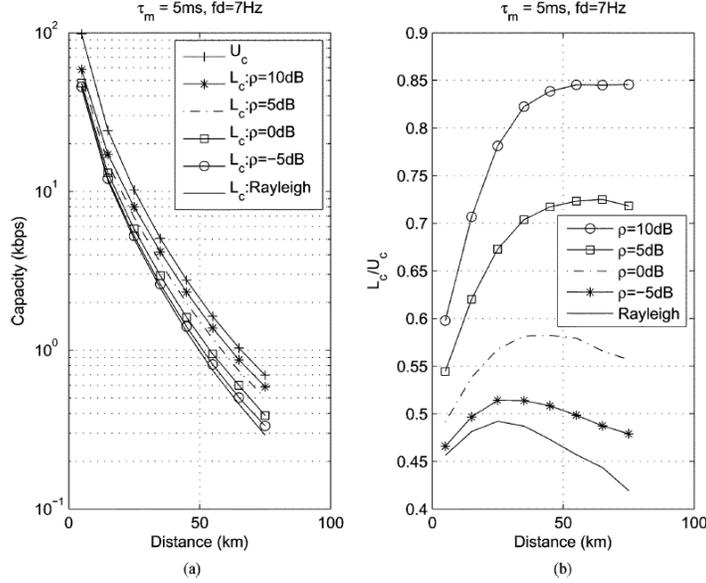 τm = 5ms, fd=7Hz
Capacity (kbps)
10²
10¹
10⁰
10⁻¹
Uc
Lc:ρ=10dB
Lc:ρ=5dB
Lc:ρ=0dB
Lc:ρ=−5dB
Lc:Rayleigh
0
50
100
Distance (km)
(a)
τm = 5ms, fd=7Hz
Lc/Uc
0.9
0.85
0.8
0.75
0.7
0.65
0.6
0.55
0.5
0.45
0.4
ρ=10dB
ρ=5dB
ρ=0dB
ρ=−5dB
Rayleigh
0
50
100
Distance (km)
(b)